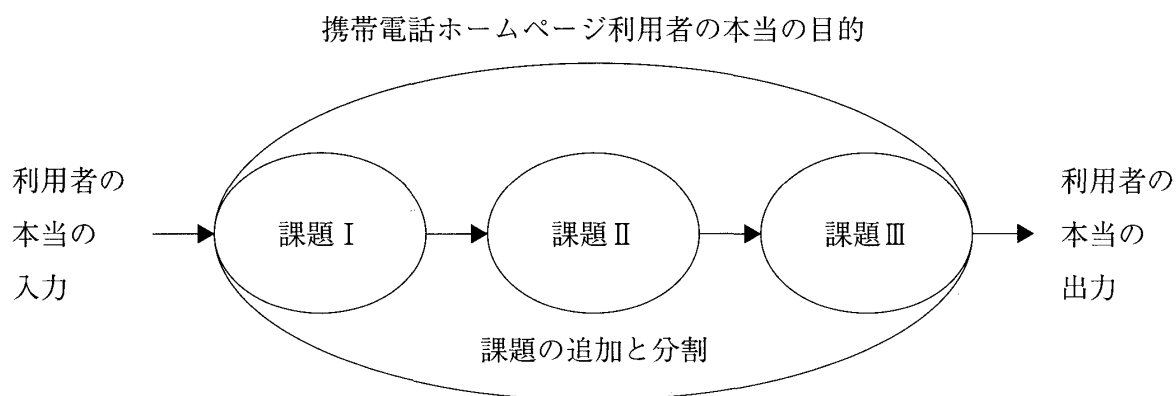 携帯電話ホームページ利用者の本当の目的
利用者の
本当の
入力
課題Ⅰ
課題Ⅱ
課題Ⅲ
利用者の
本当の
出力
課題の追加と分割